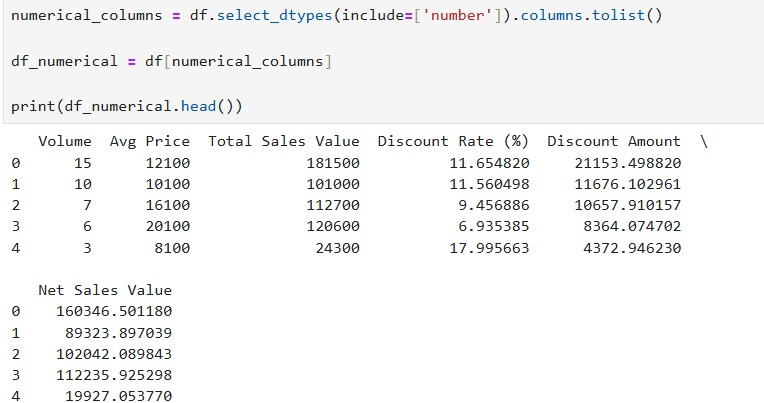 numerical_columns = df.select_dtypes(include=['number']).columns.tolist()
df_numerical = df[numerical_columns]
print(df_numerical.head())
   Volume  Avg Price  Total Sales Value  Discount Rate (%)  Discount Amount  \
0      15      12100             181500          11.654820     21153.498820
1      10      10100             101000          11.560498     11676.102961
2       7      16100             112700           9.456886     10657.910157
3       6      20100             120600           6.935385      8364.074702
4       3       8100              24300          17.995663      4372.946230
   Net Sales Value
0    160346.501180
1     89323.897039
2    102042.089843
3    112235.925298
4     19927.053770